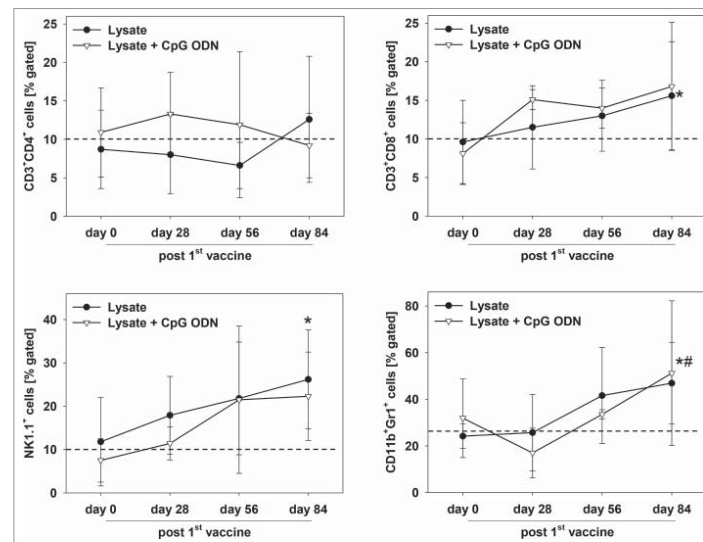 Lysate
Lysate + CpG ODN
CD3⁺CD4⁺ cells [% gated]
25
20
15
10
5
0
day 0 day 28 day 56 day 84
post 1ˢᵗ vaccine
Lysate
Lysate + CpG ODN
CD3⁺CD8⁺ cells [% gated]
25
20
15
10
5
0
*
day 0 day 28 day 56 day 84
post 1ˢᵗ vaccine
Lysate
Lysate + CpG ODN
NK1.1⁺ cells [% gated]
40
30
20
10
0
*
day 0 day 28 day 56 day 84
post 1ˢᵗ vaccine
Lysate
Lysate + CpG ODN
CD11b⁺Gr1⁺ cells [% gated]
80
60
40
20
0
*#
day 0 day 28 day 56 day 84
post 1ˢᵗ vaccine